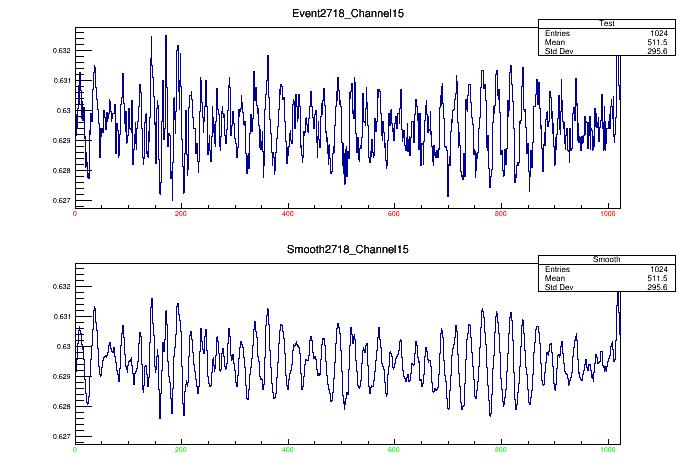 Event2718_Channel15
Test
Entries 1024
Mean 511.5
Std Dev 295.6
0.632
0.631
0.63
0.629
0.628
0.627
0 200 400 600 800 1000
Smooth2718_Channel15
Smooth
Entries 1024
Mean 511.5
Std Dev 295.6
0.632
0.631
0.63
0.629
0.628
0.627
0 200 400 600 800 1000